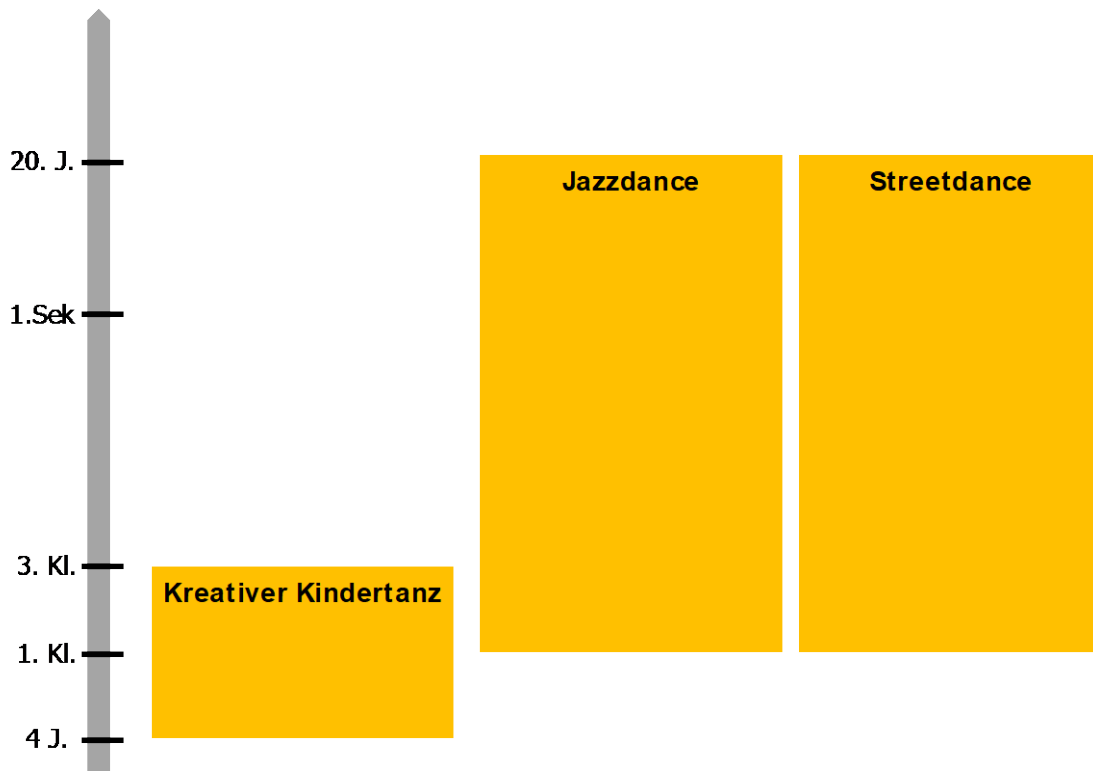 20. J.
Jazzdance
Streetdance
1.Sek
3. Kl.
Kreativer Kindertanz
1. Kl.
4 J.